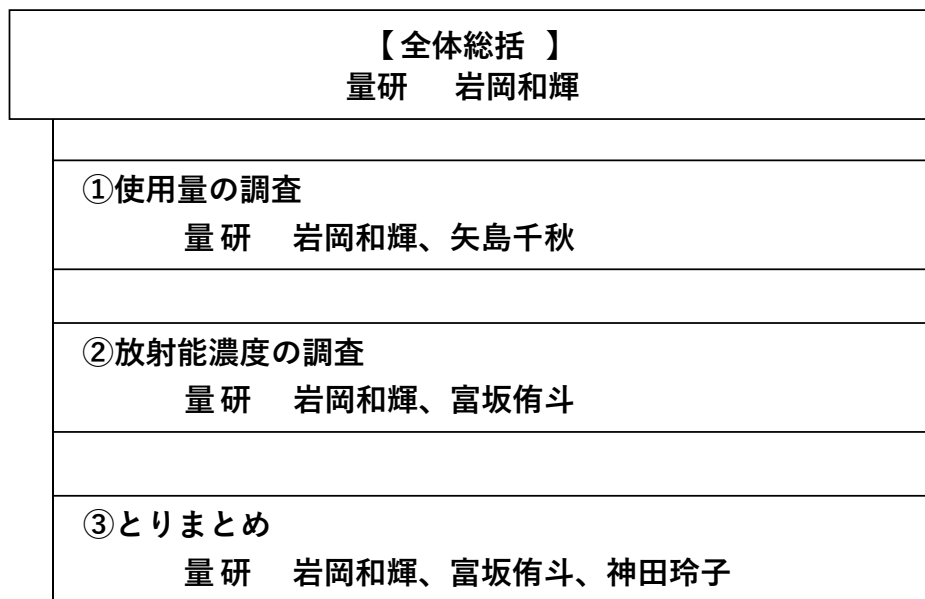 【全体総括 】
量研 岩岡和輝
①使用量の調査
量研 岩岡和輝、矢島千秋
②放射能濃度の調査
量研 岩岡和輝、富坂侑斗
③とりまとめ
量研 岩岡和輝、富坂侑斗、神田玲子